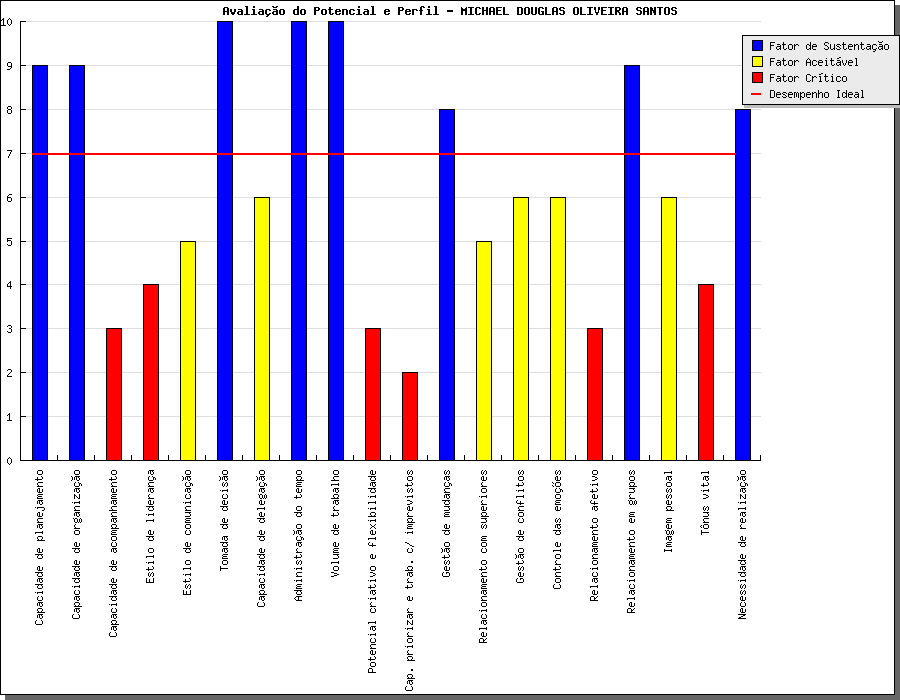 Avaliação do Potencial e Perfil - MICHAEL DOUGLAS OLIVEIRA SANTOS
Fator de Sustentação
Fator Aceitável
Fator Crítico
Desempenho Ideal
10
9
8
7
6
5
4
3
2
1
0
Capacidade de planejamento
Capacidade de organização
Capacidade de acompanhamento
Estilo de liderança
Estilo de comunicação
Tomada de decisão
Capacidade de delegação
Administração do tempo
Volume de trabalho
Potencial criativo e flexibilidade
Cap. priorizar e trab. c/ imprevistos
Gestão de mudanças
Relacionamento com superiores
Gestão de conflitos
Controle das emoções
Relacionamento afetivo
Relacionamento em grupos
Imagem pessoal
Tônus vital
Necessidade de realização